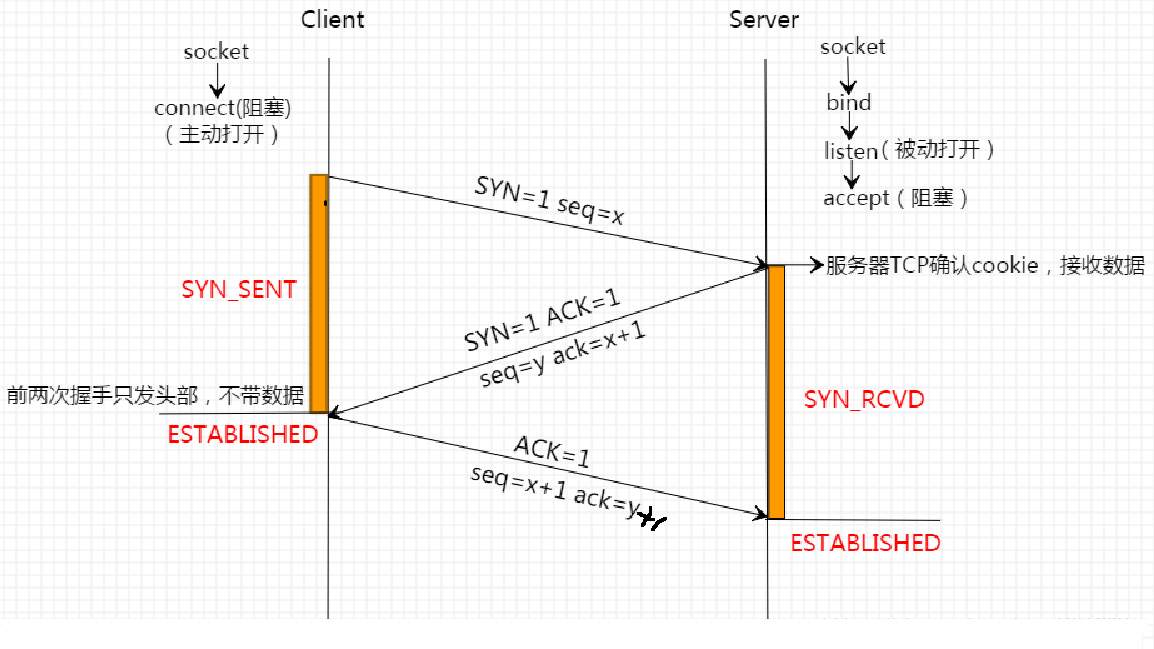 Client
Server
socket
connect(阻塞)
（主动打开）
socket
bind
listen（被动打开）
accept（阻塞）
SYN=1 seq=x
服务器TCP确认cookie，接收数据
SYN_SENT
SYN=1 ACK=1
seq=y ack=x+1
前两次握手只发头部，不带数据
SYN_RCVD
ESTABLISHED
ACK=1
seq=x+1 ack=y+1
ESTABLISHED